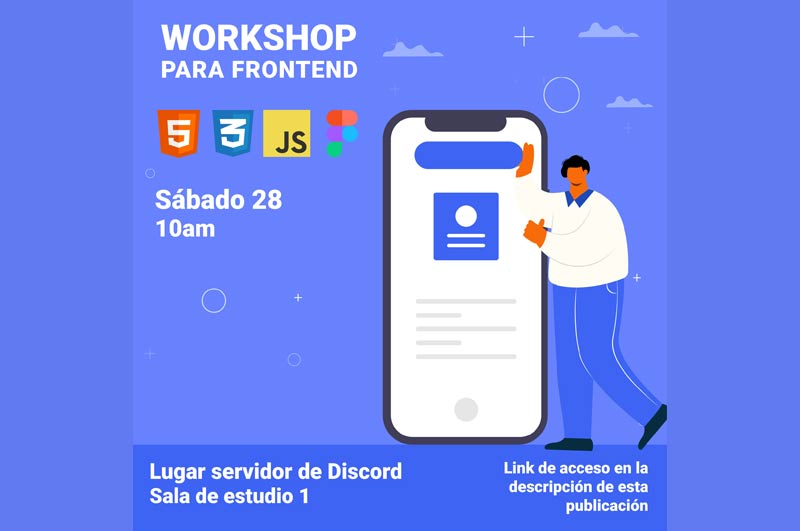 WORKSHOP
PARA FRONTEND
5
3
JS
Sábado 28
10am
Lugar servidor de Discord
Sala de estudio 1
Link de acceso en la
descripción de esta
publicación